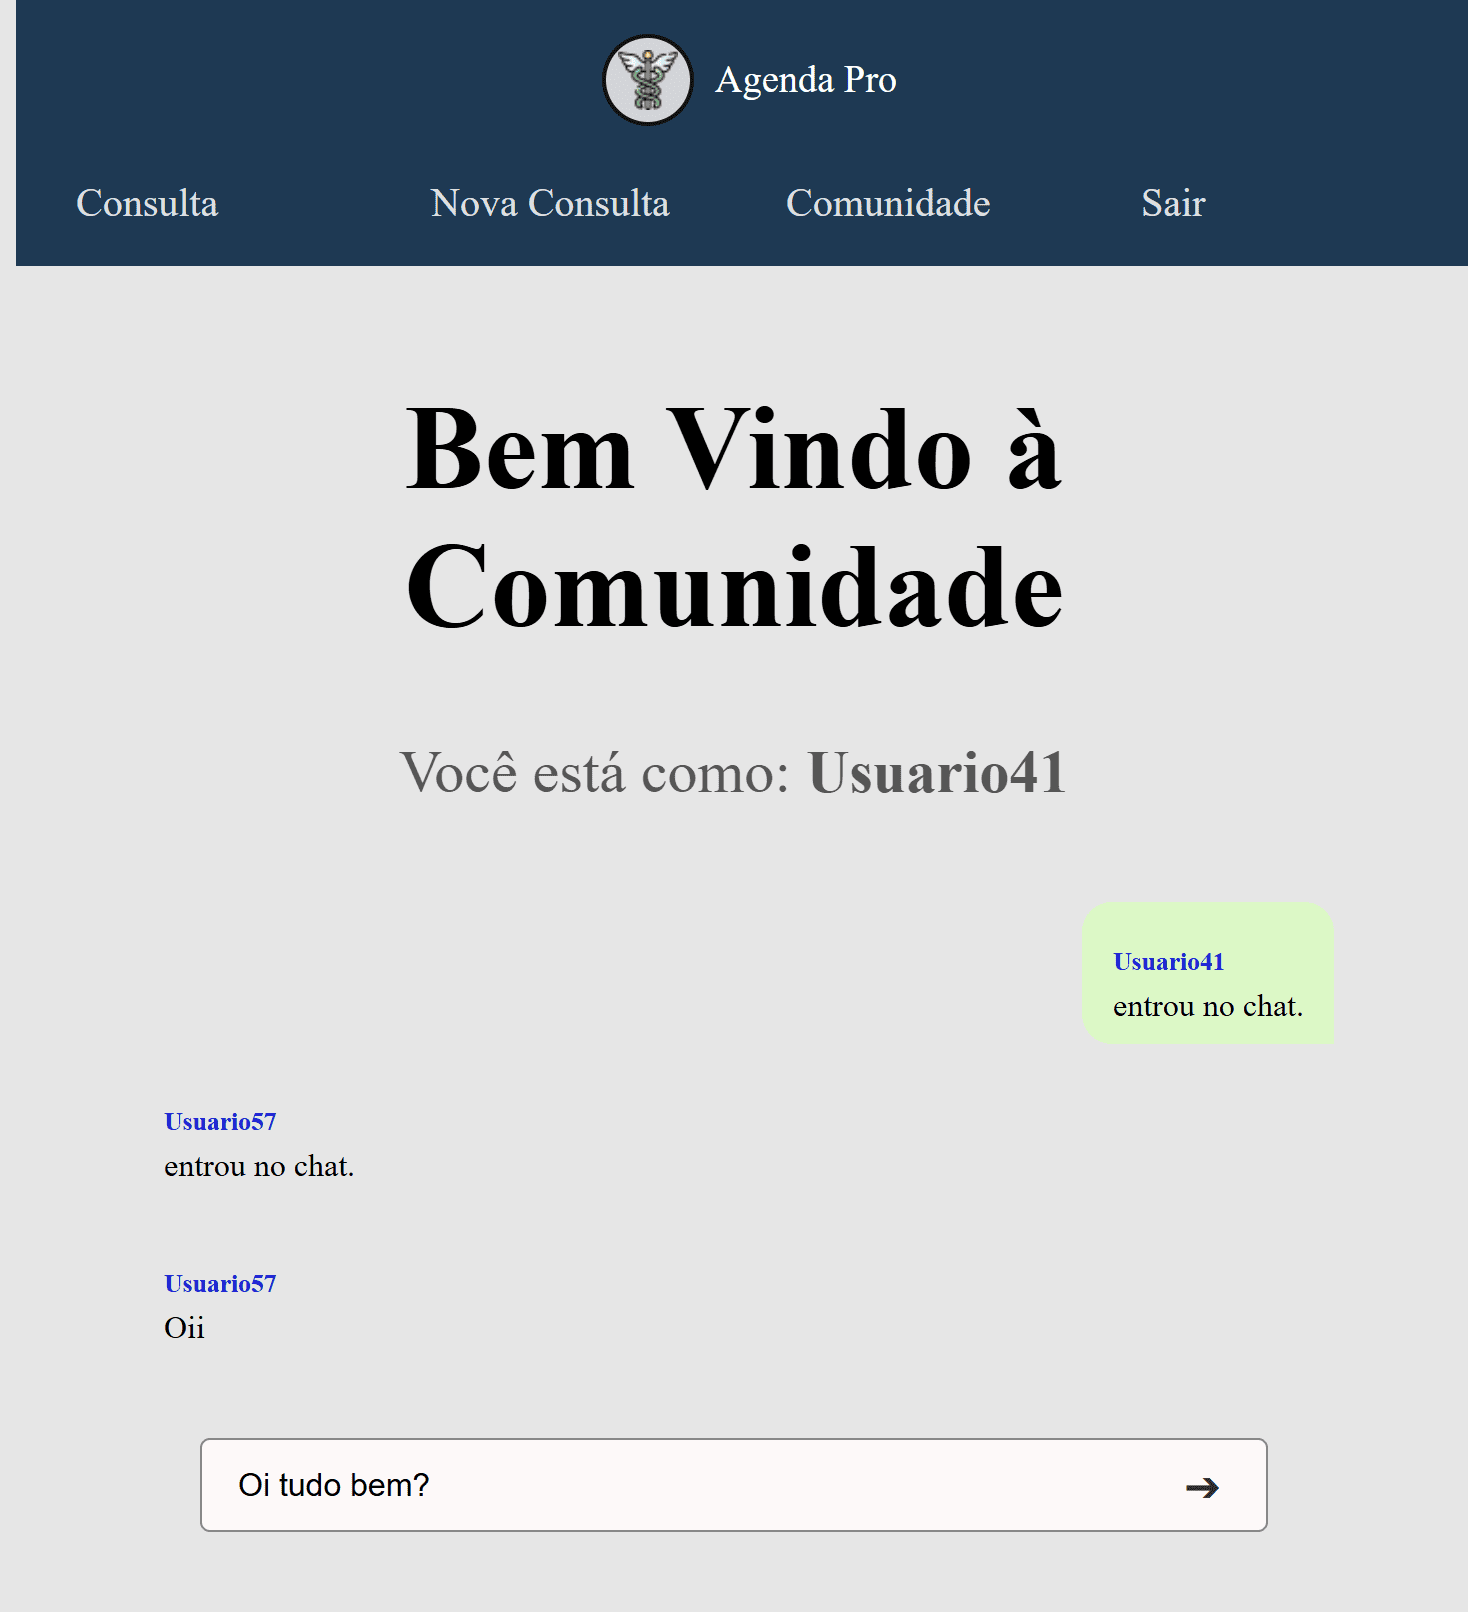 Agenda Pro
Consulta Nova Consulta Comunidade Sair
Bem Vindo à
Comunidade
Você está como: Usuario41
Usuario41
entrou no chat.
Usuario57
entrou no chat.
Usuario57
Oii
Oi tudo bem? ➔